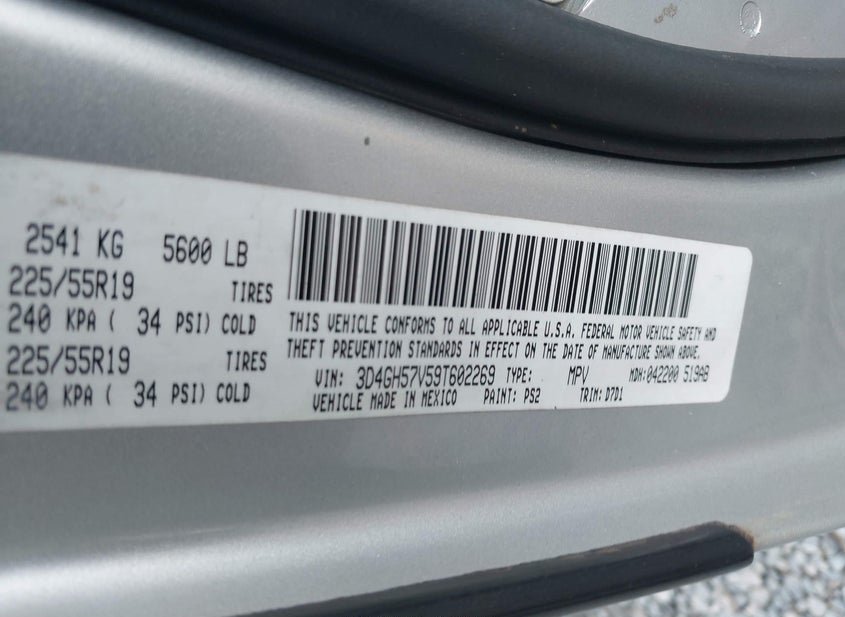 2541 KG 5600 LB
225/55R19 TIRES
240 KPA ( 34 PSI) COLD
225/55R19 TIRES
240 KPA ( 34 PSI) COLD
THIS VEHICLE CONFORMS TO ALL APPLICABLE U.S.A. FEDERAL MOTOR VEHICLE SAFETY AND
THEFT PREVENTION STANDARDS IN EFFECT ON THE DATE OF MANUFACTURE SHOWN ABOVE.
VIN: 3D4GH57V59T602269 TYPE: MPV MDH:042200 519AB
VEHICLE MADE IN MEXICO PAINT: PS2 TRIM: D7D1